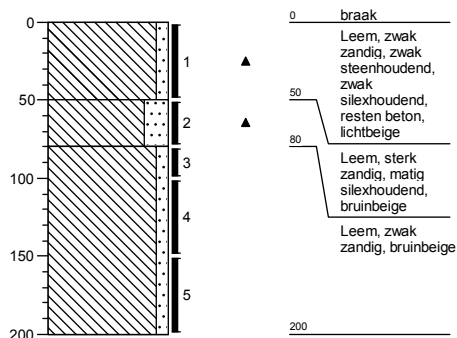 0
50
100
150
200
1
2
3
4
5
0
braak
Leem, zwak
zandig, zwak
steenhoudend,
zwak
silexhoudend,
resten beton,
lichtbeige
50
80
Leem, sterk
zandig, matig
silexhoudend,
bruinbeige
Leem, zwak
zandig, bruinbeige
200